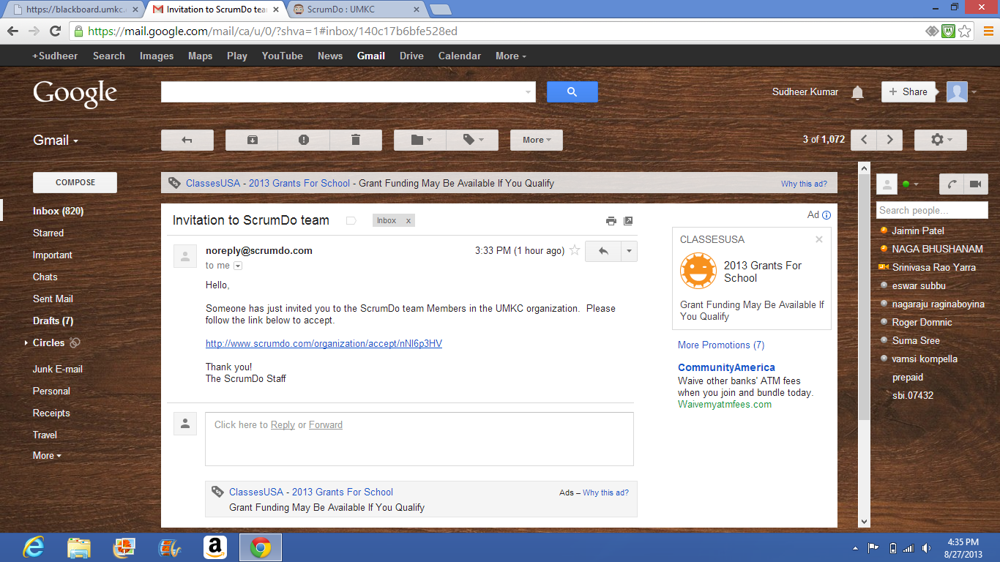 https://blackboard.umkc.
Invitation to ScrumDo tea
ScrumDo : UMKC
https://mail.google.com/mail/ca/u/0/?shva=1#inbox/140c17b6bfe528ed
+Sudheer Search Images Maps Play YouTube News Gmail Drive Calendar More
Google
Sudheer Kumar
+ Share
Gmail
More
3 of 1,072
COMPOSE
Inbox (820)
Starred
Important
Chats
Sent Mail
Drafts (7)
Circles
Junk E-mail
Personal
Receipts
Travel
More
ClassesUSA - 2013 Grants For School - Grant Funding May Be Available If You Qualify
Why this ad?
Invitation to ScrumDo team
Inbox x
noreply@scrumdo.com
3:33 PM (1 hour ago)
to me
Hello,
Someone has just invited you to the ScrumDo team Members in the UMKC organization. Please
follow the link below to accept.
http://www.scrumdo.com/organization/accept/nNI6p3HV
Thank you!
The ScrumDo Staff
Click here to Reply or Forward
ClassesUSA - 2013 Grants For School
Ads – Why this ad?
Grant Funding May Be Available If You Qualify
Ad
CLASSESUSA
2013 Grants For
School
Grant Funding May Be Available If
You Qualify
More Promotions (7)
CommunityAmerica
Waive other banks' ATM fees
when you join and bundle today.
Waivemyatmfees.com
Search people...
Jaimin Patel
NAGA BHUSHANAM
Srinivasa Rao Yarra
eswar subbu
nagaraju raginaboyina
Roger Domnic
Suma Sree
vamsi kompella
prepaid
sbi.07432
4:35 PM
8/27/2013